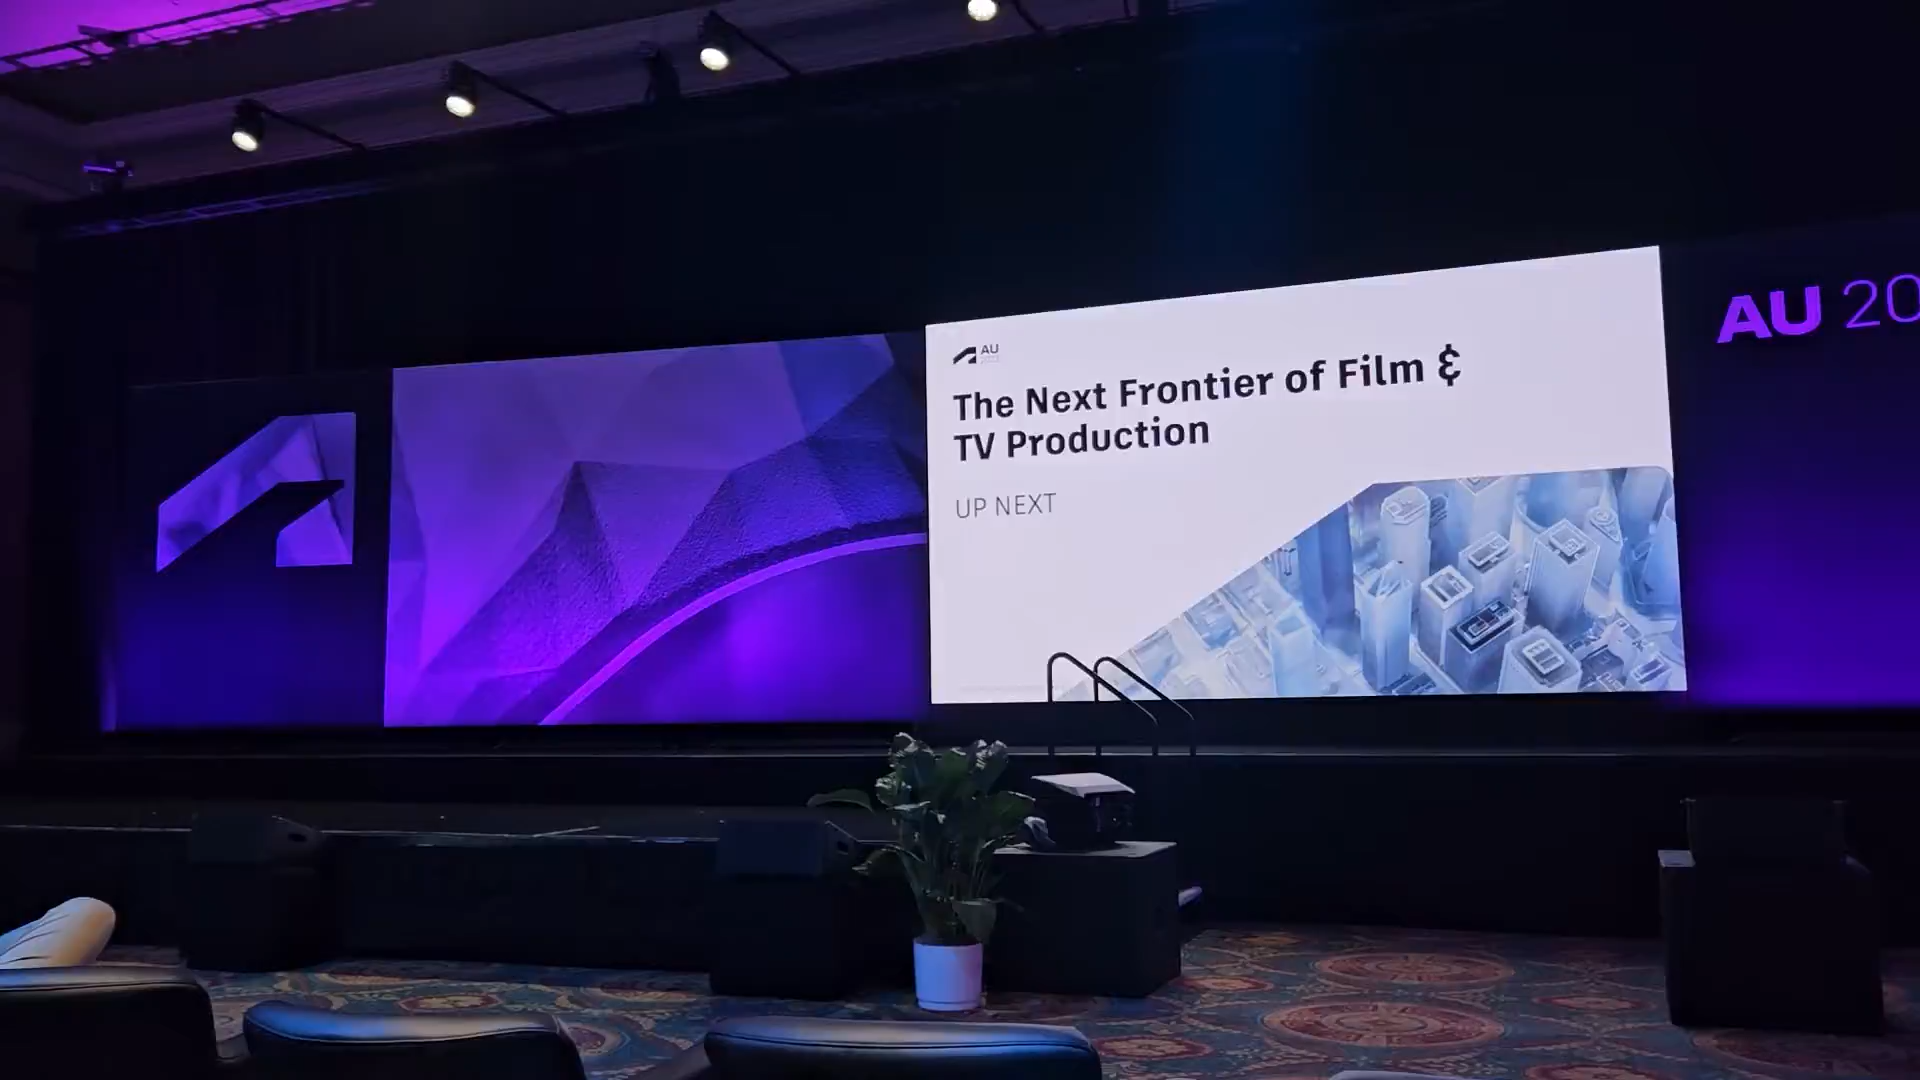 AU
The Next Frontier of Film &
TV Production
UP NEXT
AU 20